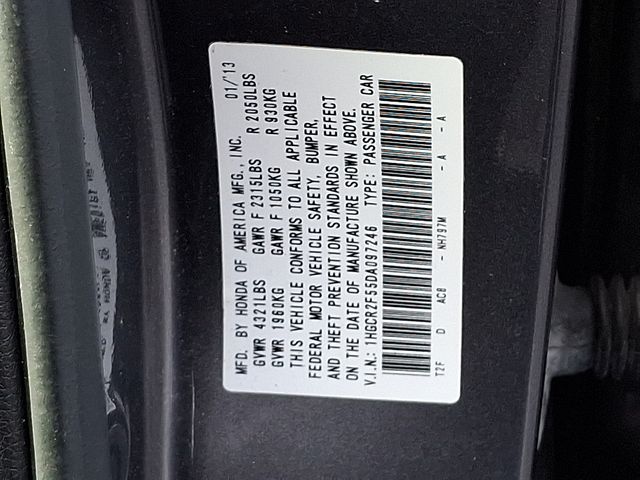 MFD. BY HONDA OF AMERICA MFG., INC. 01/'13
GVWR 4321LBS GAWR F 2315LBS R 2050LBS
GVWR 1960KG GAWR F 1050KG R 930KG
THIS VEHICLE CONFORMS TO ALL APPLICABLE
FEDERAL MOTOR VEHICLE SAFETY, BUMPER,
AND THEFT PREVENTION STANDARDS IN EFFECT
ON THE DATE OF MANUFACTURE SHOWN ABOVE.
V.I.N.: 1HGCR2F55DA097246 TYPE: PASSENGER CAR
T2F D AC8 - NH797M - A - A
HONDA